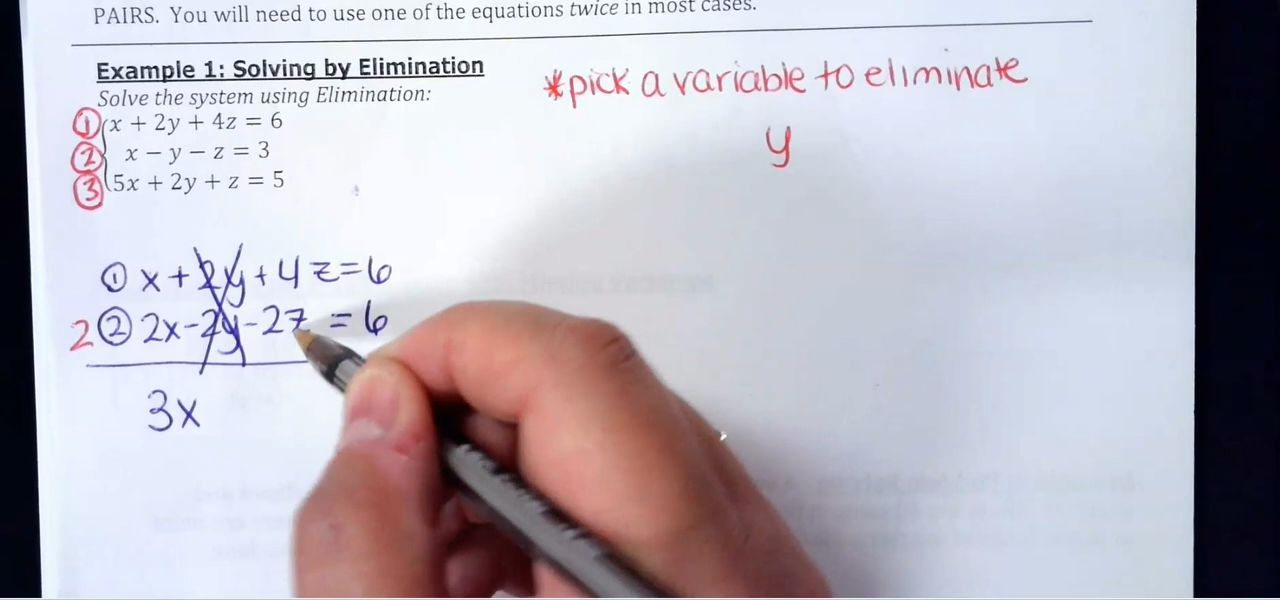 PAIRS. You will need to use one of the equations twice in most cases.
Example 1: Solving by Elimination
*pick a variable to eliminate
Solve the system using Elimination:
y
① x + 2y + 4z = 6
② x − y − z = 3
③ 5x + 2y + z = 5
① x + 2y + 4z = 6
2 ② 2x - 2y - 2z = 6
3x